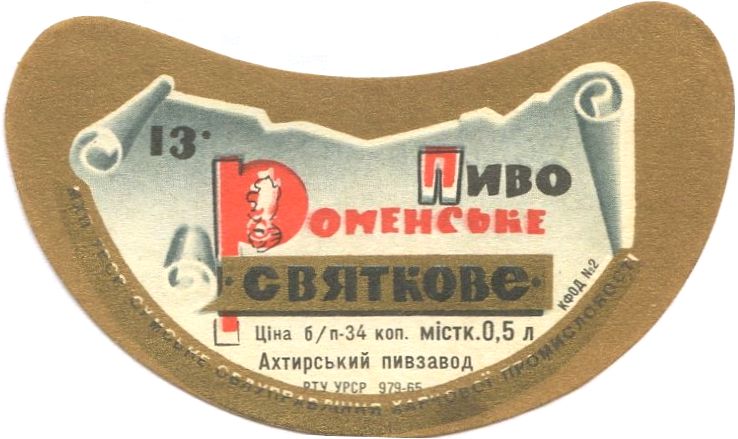 13°
Пиво
Роменське
·святкове·
Ціна б/п-34 коп. містк.0,5 л
Ахтирський пивзавод
РТУ УРСР 979-65
КФОД №2
СУМСЬКЕ ОБЛУПРАВЛІННЯ ХАРЧОВОЇ ПРОМИСЛОВОСТІ